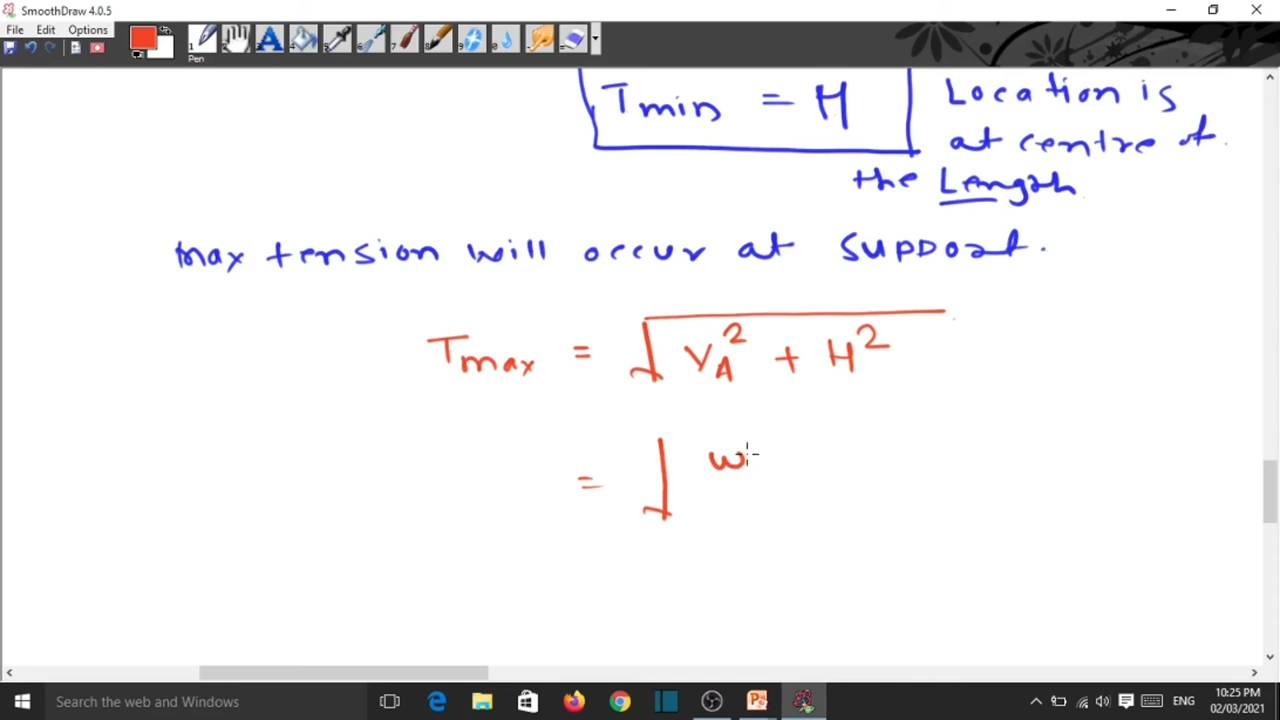 SmoothDraw 4.0.5
File Edit Options
Pen
Tmin = H
Location is
at centre of
the Length
max tension will occur at support.
Tmax = √VA² + H²
= √ w
Search the web and Windows
ENG
10:25 PM
02/03/2021